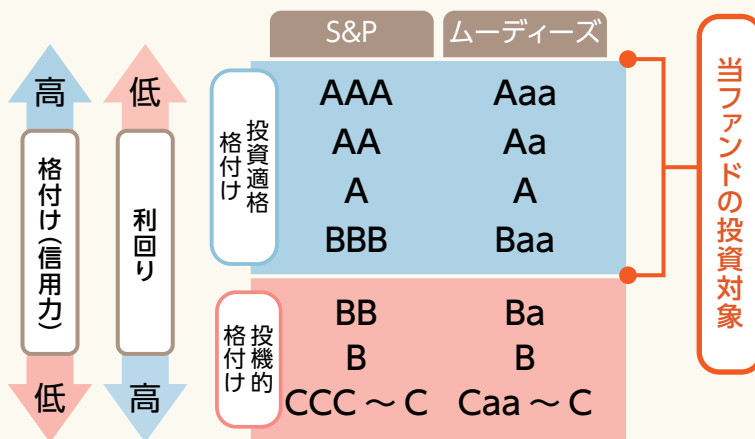 S&P ムーディーズ
高 低
格付け(信用力)
利回り
低 高
投資適格
格付け
AAA Aaa
AA Aa
A A
BBB Baa
投機的
格付け
BB Ba
B B
CCC ～ C Caa ～ C
当ファンドの投資対象